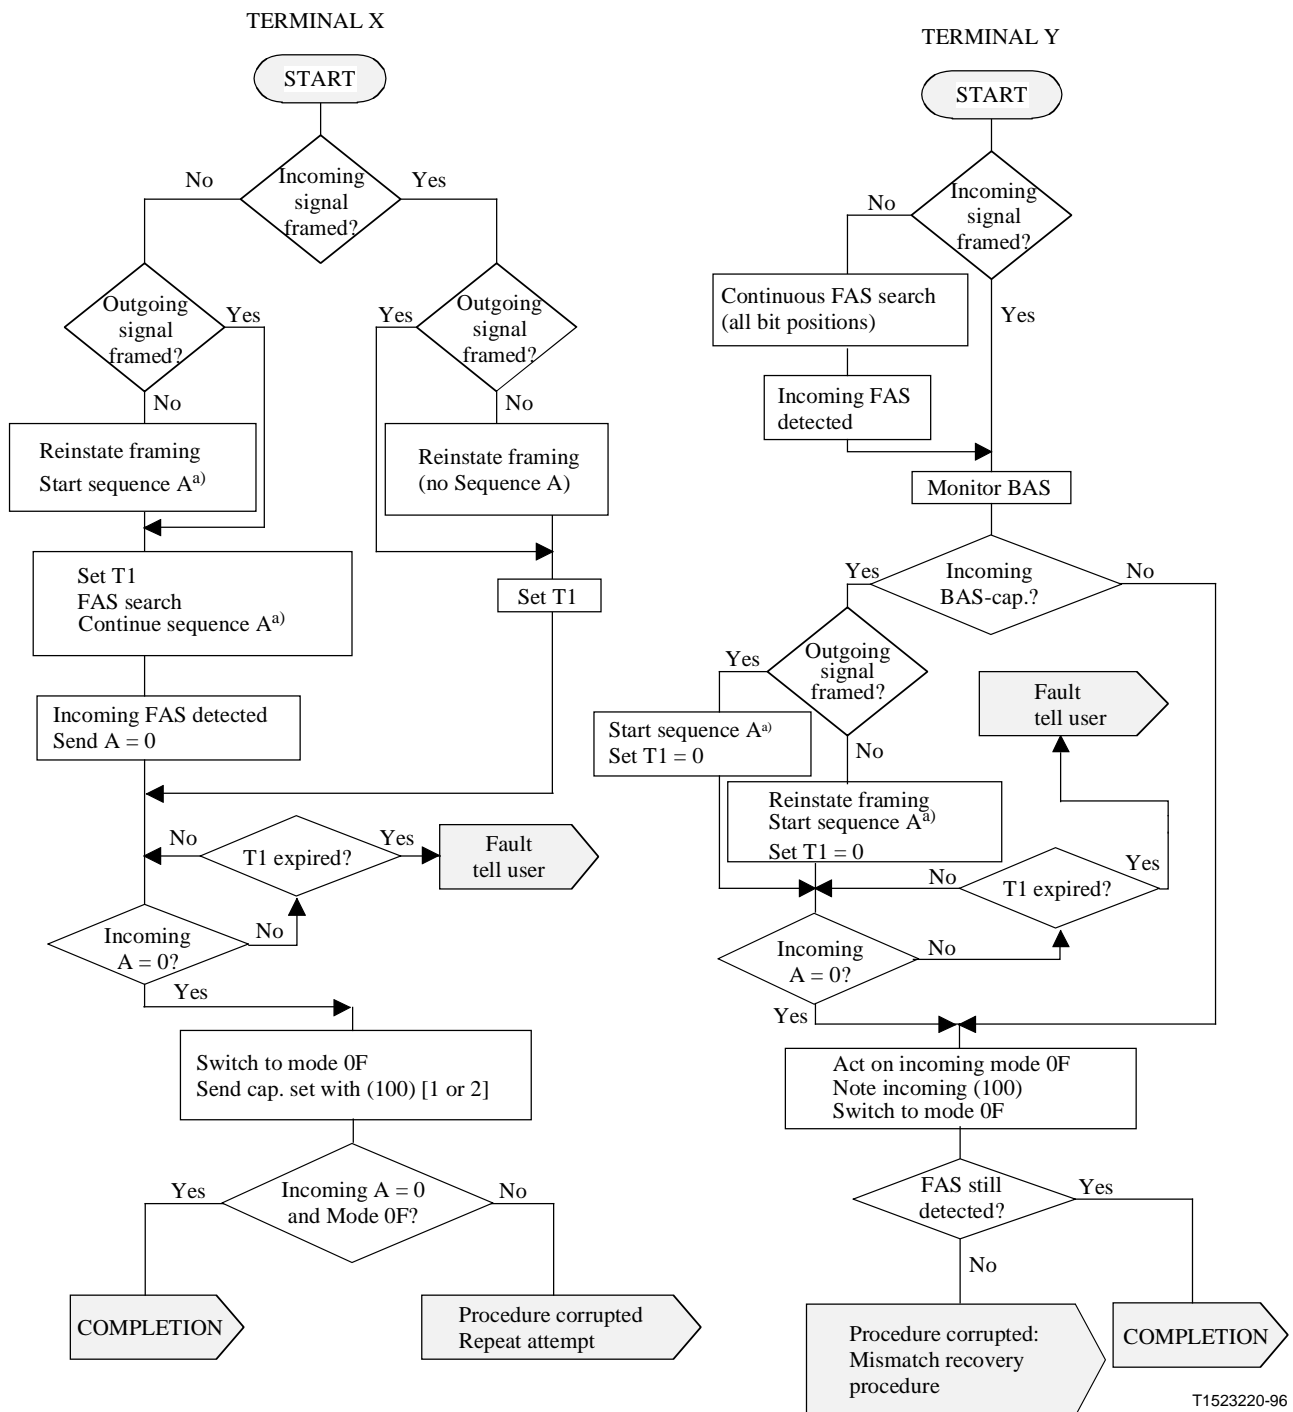 TERMINAL X
START
Incoming
signal
framed?
No
Yes
Outgoing
signal
framed?
Yes
No
Reinstate framing
Start sequence Aa)
Set T1
FAS search
Continue sequence Aa)
Incoming FAS detected
Send A = 0
Yes
Outgoing
signal
framed?
No
Reinstate framing
(no Sequence A)
Set T1
No
T1 expired?
Yes
Fault
tell user
Incoming
A = 0?
No
Yes
Switch to mode 0F
Send cap. set with (100) [1 or 2]
Incoming A = 0
and Mode 0F?
Yes
No
COMPLETION
Procedure corrupted
Repeat attempt
TERMINAL Y
START
Incoming
signal
framed?
No
Yes
Continuous FAS search
(all bit positions)
Incoming FAS
detected
Monitor BAS
Incoming
BAS-cap.?
Yes
No
Outgoing
signal
framed?
Yes
No
Start sequence Aa)
Set T1 = 0
Reinstate framing
Start sequence Aa)
Set T1 = 0
Fault
tell user
No
T1 expired?
Yes
Incoming
A = 0?
No
Yes
Act on incoming mode 0F
Note incoming (100)
Switch to mode 0F
FAS still
detected?
Yes
No
Procedure corrupted:
Mismatch recovery
procedure
COMPLETION
T1523220-96